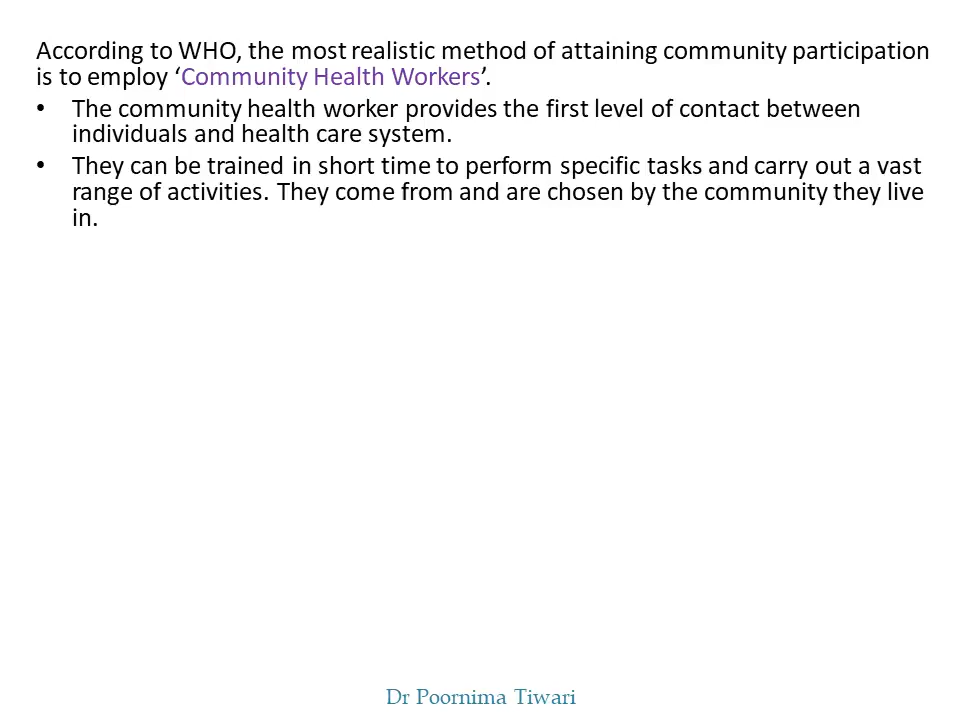 According to WHO, the most realistic method of attaining community participation
is to employ ‘Community Health Workers’.
• The community health worker provides the first level of contact between
individuals and health care system.
• They can be trained in short time to perform specific tasks and carry out a vast
range of activities. They come from and are chosen by the community they live
in.
Dr Poornima Tiwari